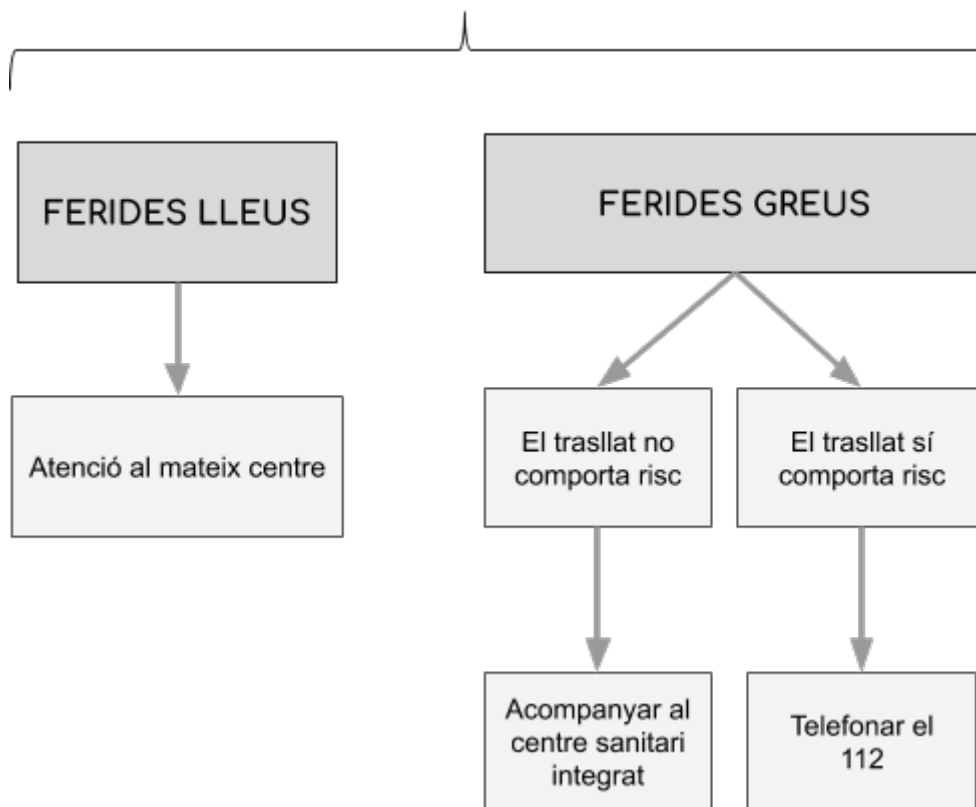 FERIDES LLEUS
FERIDES GREUS
Atenció al mateix centre
El trasllat no
comporta risc
El trasllat sí
comporta risc
Acompanyar al
centre sanitari
integrat
Telefonar el
112